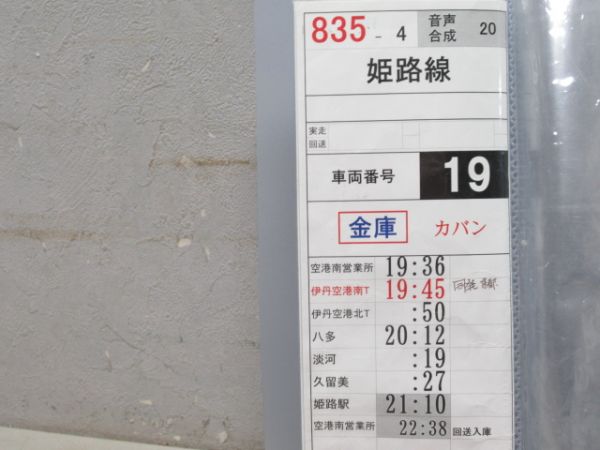 835 - 4 音声合成 20
姫路線
実走
回送
車両番号 19
金庫 カバン
空港南営業所 19:36
伊丹空港南T 19:45 回送
伊丹空港北T :50
八多 20:12
淡河 :19
久留美 :27
姫路駅 21:10
空港南営業所 22:38 回送入庫